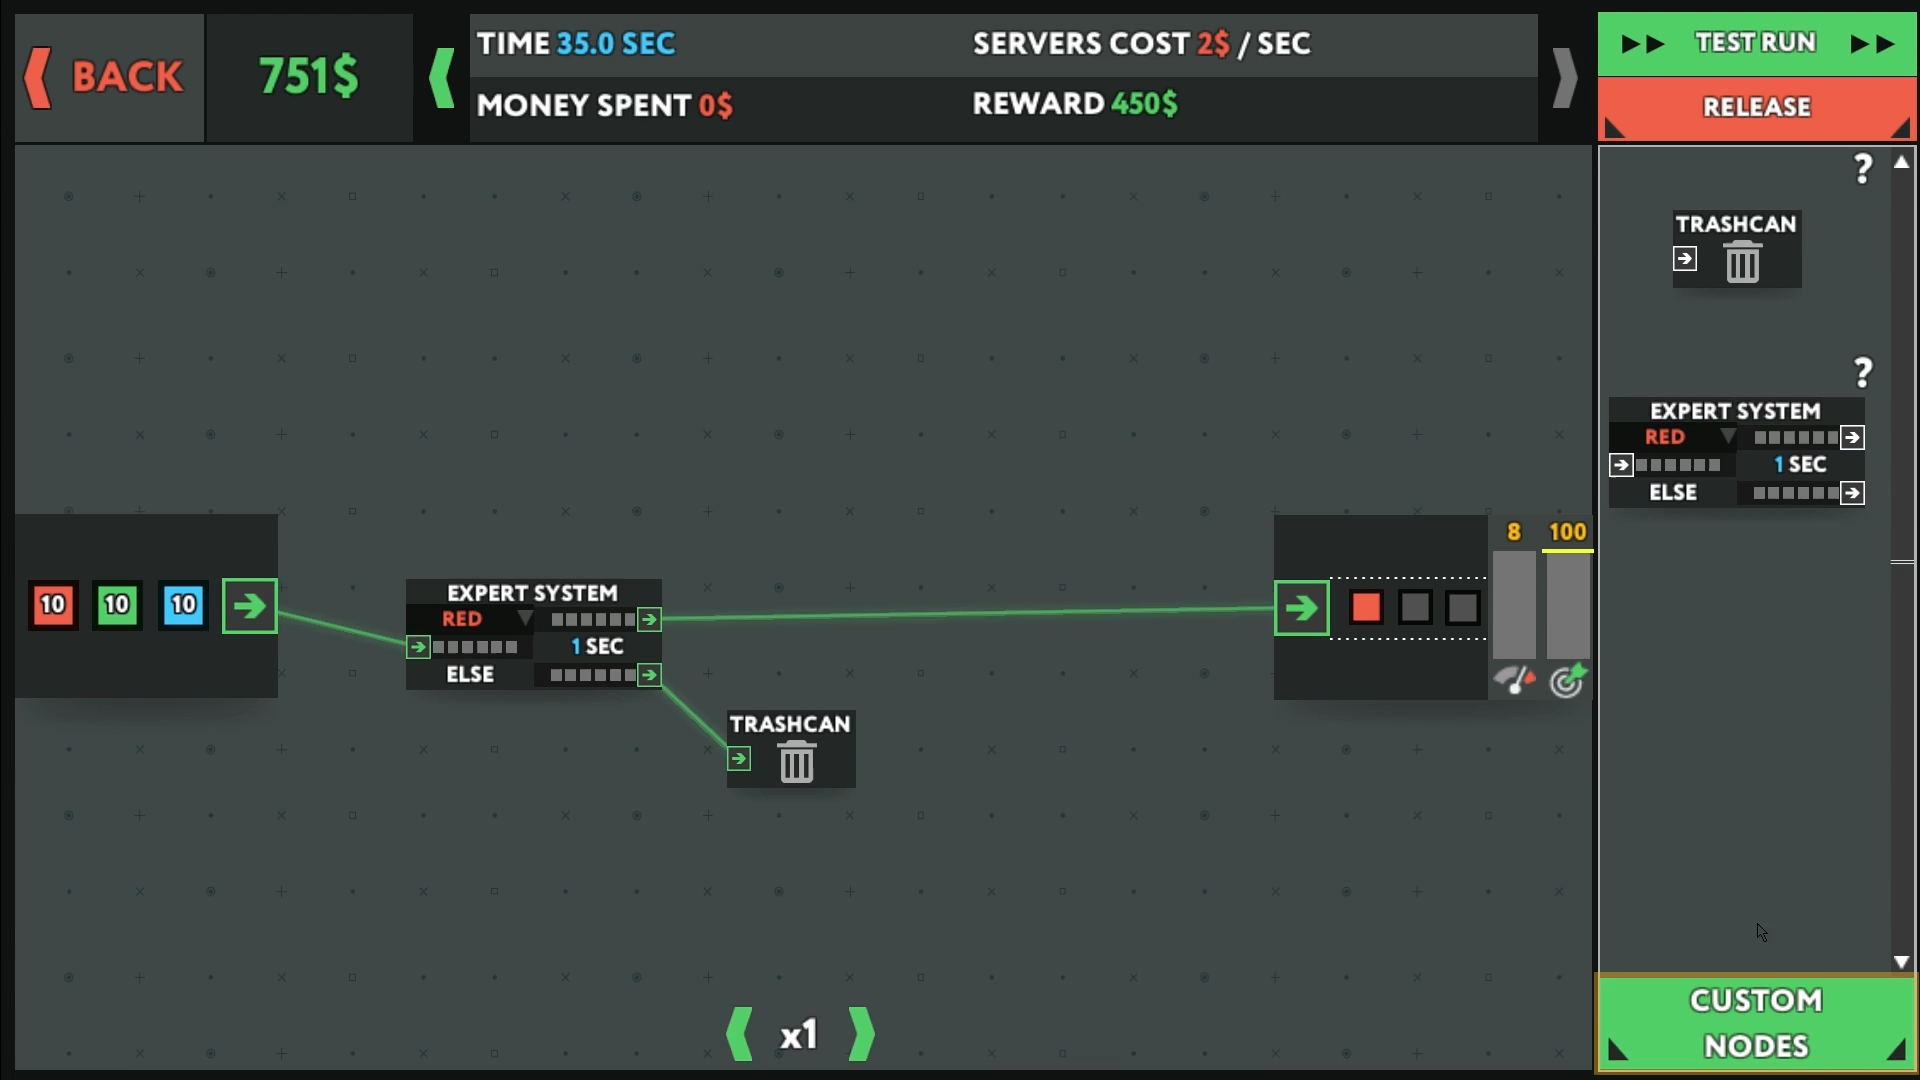 BACK
751$
TIME 35.0 SEC
SERVERS COST 2$ / SEC
MONEY SPENT 0$
REWARD 450$
TEST RUN
RELEASE
?
TRASHCAN
?
EXPERT SYSTEM
RED
1 SEC
ELSE
10 10 10
EXPERT SYSTEM
RED
1 SEC
ELSE
TRASHCAN
8 100
x1
CUSTOM
NODES